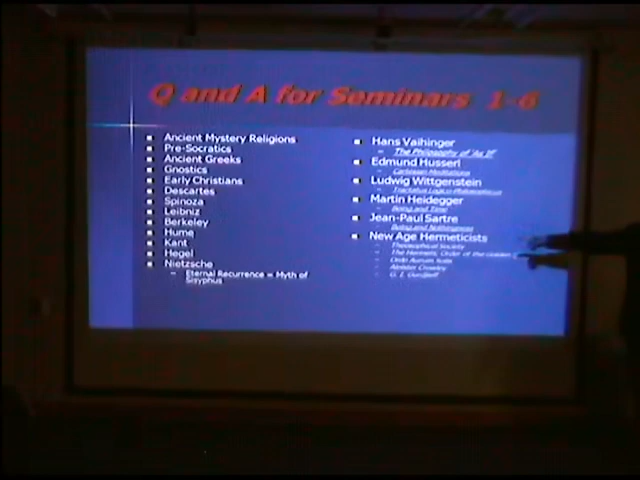 Q and A for Seminars 1-6
Ancient Mystery Religions
Pre-Socratics
Ancient Greeks
Gnostics
Early Christians
Descartes
Spinoza
Leibniz
Berkeley
Hume
Kant
Hegel
Nietzsche
– Eternal Recurrence = Myth of
Sisyphus
Hans Vaihinger
– The Philosophy of "As If"
Edmund Husserl
– Cartesian Meditations
Ludwig Wittgenstein
– Tractatus Logico-Philosophicus
Martin Heidegger
– Being and Time
Jean-Paul Sartre
– Being and Nothingness
New Age Hermeticists
– Theosophical Society
– The Hermetic Order of the Golden
– Ordo Aurum Solis
– Aleister Crowley
– G. I. Gurdjieff